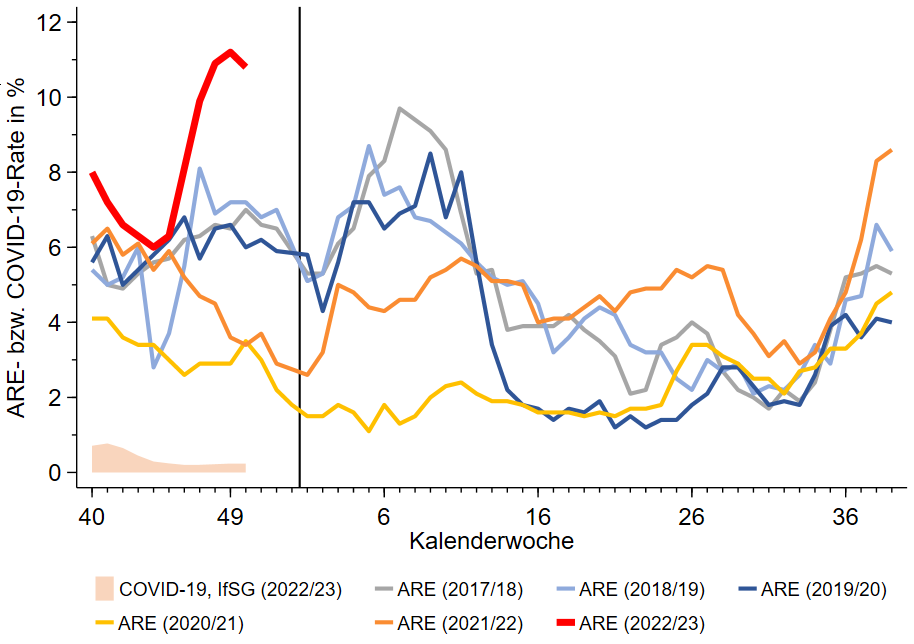 ARE- bzw. COVID-19-Rate in %
12
10
8
6
4
2
0
40 49 6 16 26 36
Kalenderwoche
COVID-19, IfSG (2022/23) ARE (2017/18) ARE (2018/19) ARE (2019/20)
ARE (2020/21) ARE (2021/22) ARE (2022/23)